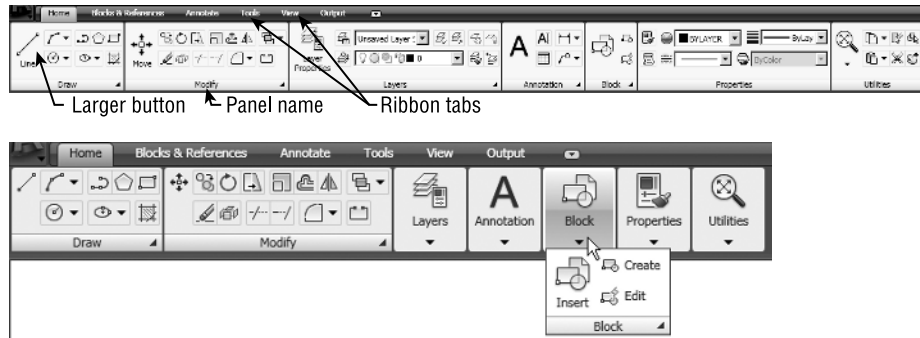 Home Blocks & References Annotate Tools View Output
Unsaved Layer
BYLAYER
ByLay
Line
Move
Layer Properties
0
ByColor
Draw Modify Layers Annotation Block Properties Utilities
Larger button Panel name Ribbon tabs
Home Blocks & References Annotate Tools View Output
Layers Annotation Block Properties Utilities
Draw Modify
Create
Insert Edit
Block